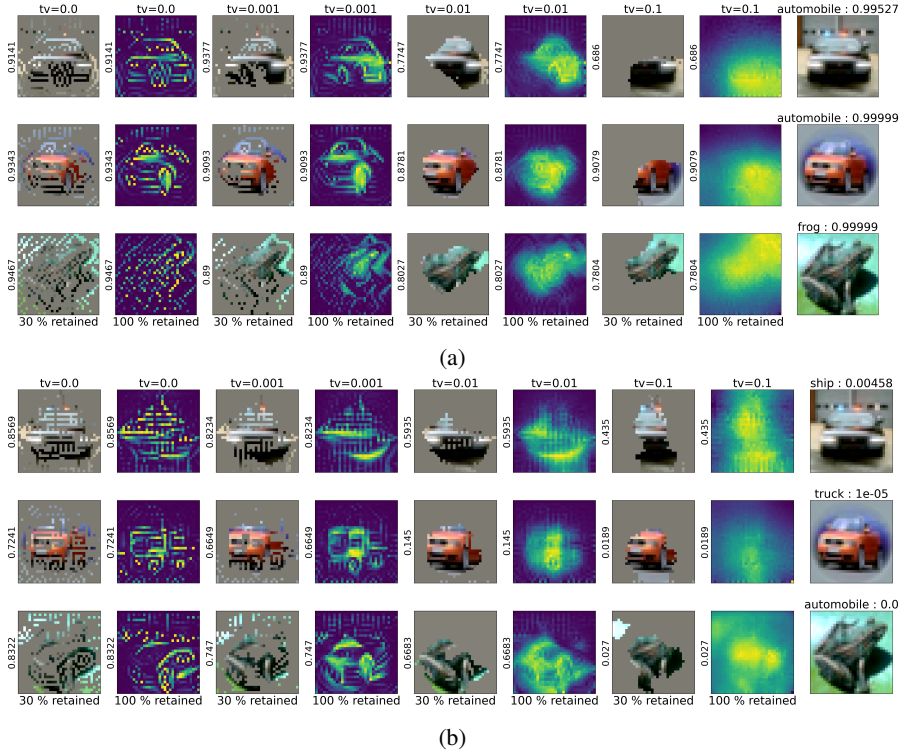 tv=0.0 tv=0.0 tv=0.001 tv=0.001 tv=0.01 tv=0.01 tv=0.1 tv=0.1 automobile : 0.99527
0.9141 0.9141 0.9377 0.9377 0.7747 0.7747 0.686 0.686
automobile : 0.99999
0.9343 0.9343 0.9093 0.9093 0.8781 0.8781 0.9079 0.9079
frog : 0.99999
0.9467 0.9467 0.89 0.89 0.8027 0.8027 0.7804 0.7804
30 % retained 100 % retained 30 % retained 100 % retained 30 % retained 100 % retained 30 % retained 100 % retained
(a)
tv=0.0 tv=0.0 tv=0.001 tv=0.001 tv=0.01 tv=0.01 tv=0.1 tv=0.1 ship : 0.00458
0.8569 0.8569 0.8234 0.8234 0.5935 0.5935 0.435 0.435
truck : 1e-05
0.7241 0.7241 0.6649 0.6649 0.145 0.145 0.0189 0.0189
automobile : 0.0
0.8322 0.8322 0.747 0.747 0.6683 0.6683 0.027 0.027
30 % retained 100 % retained 30 % retained 100 % retained 30 % retained 100 % retained 30 % retained 100 % retained
(b)